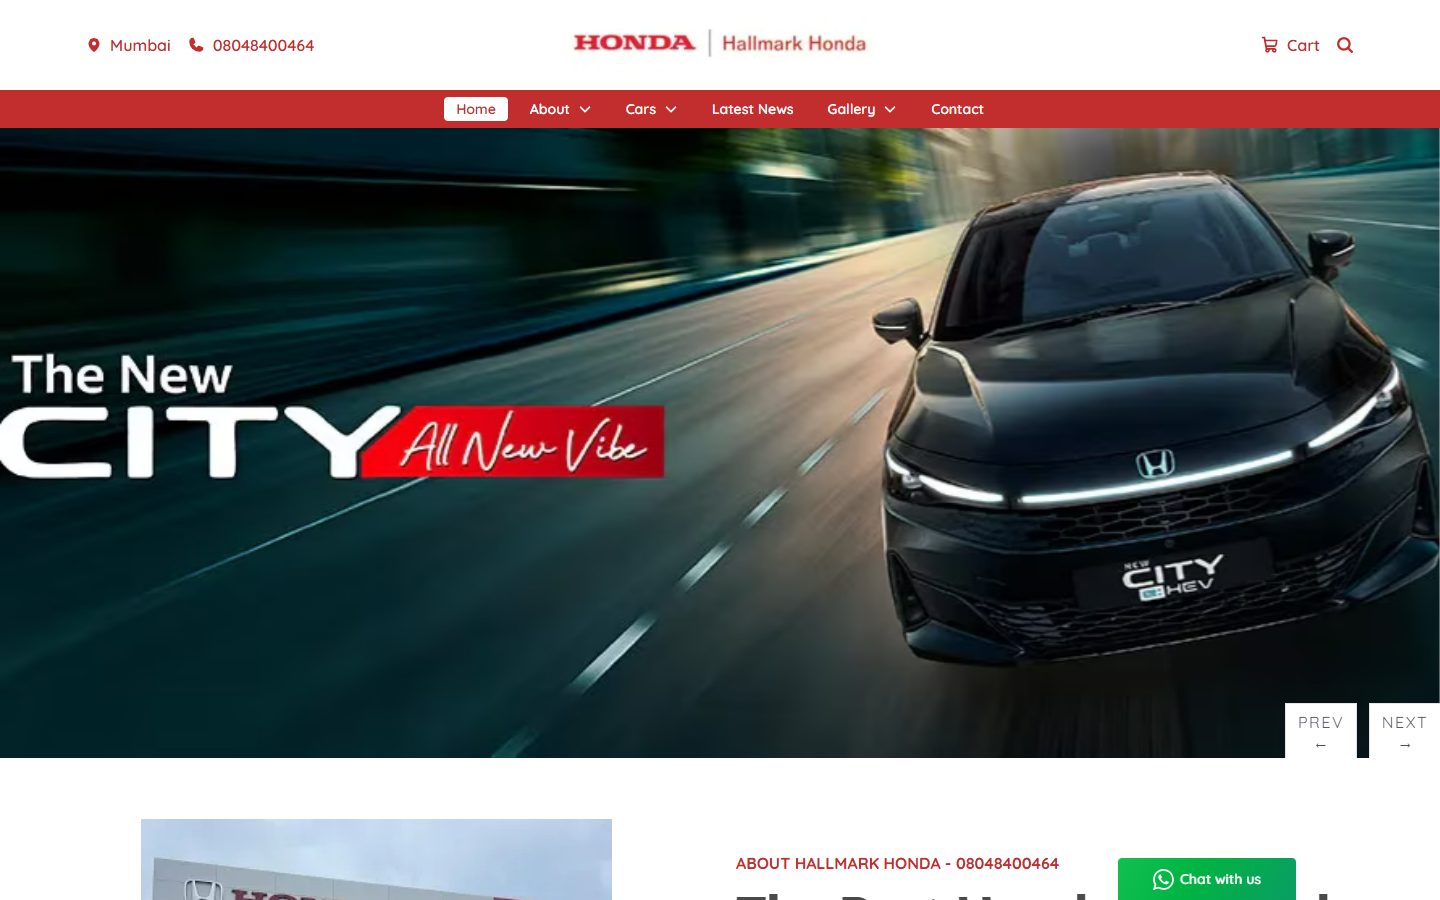 Mumbai
08048400464
HONDA
Hallmark Honda
Cart
Home
About
Cars
Latest News
Gallery
Contact
The New
CITY All New Vibe
NEW
CITY
e:HEV
PREV
←
NEXT
→
ABOUT HALLMARK HONDA - 08048400464
Chat with us